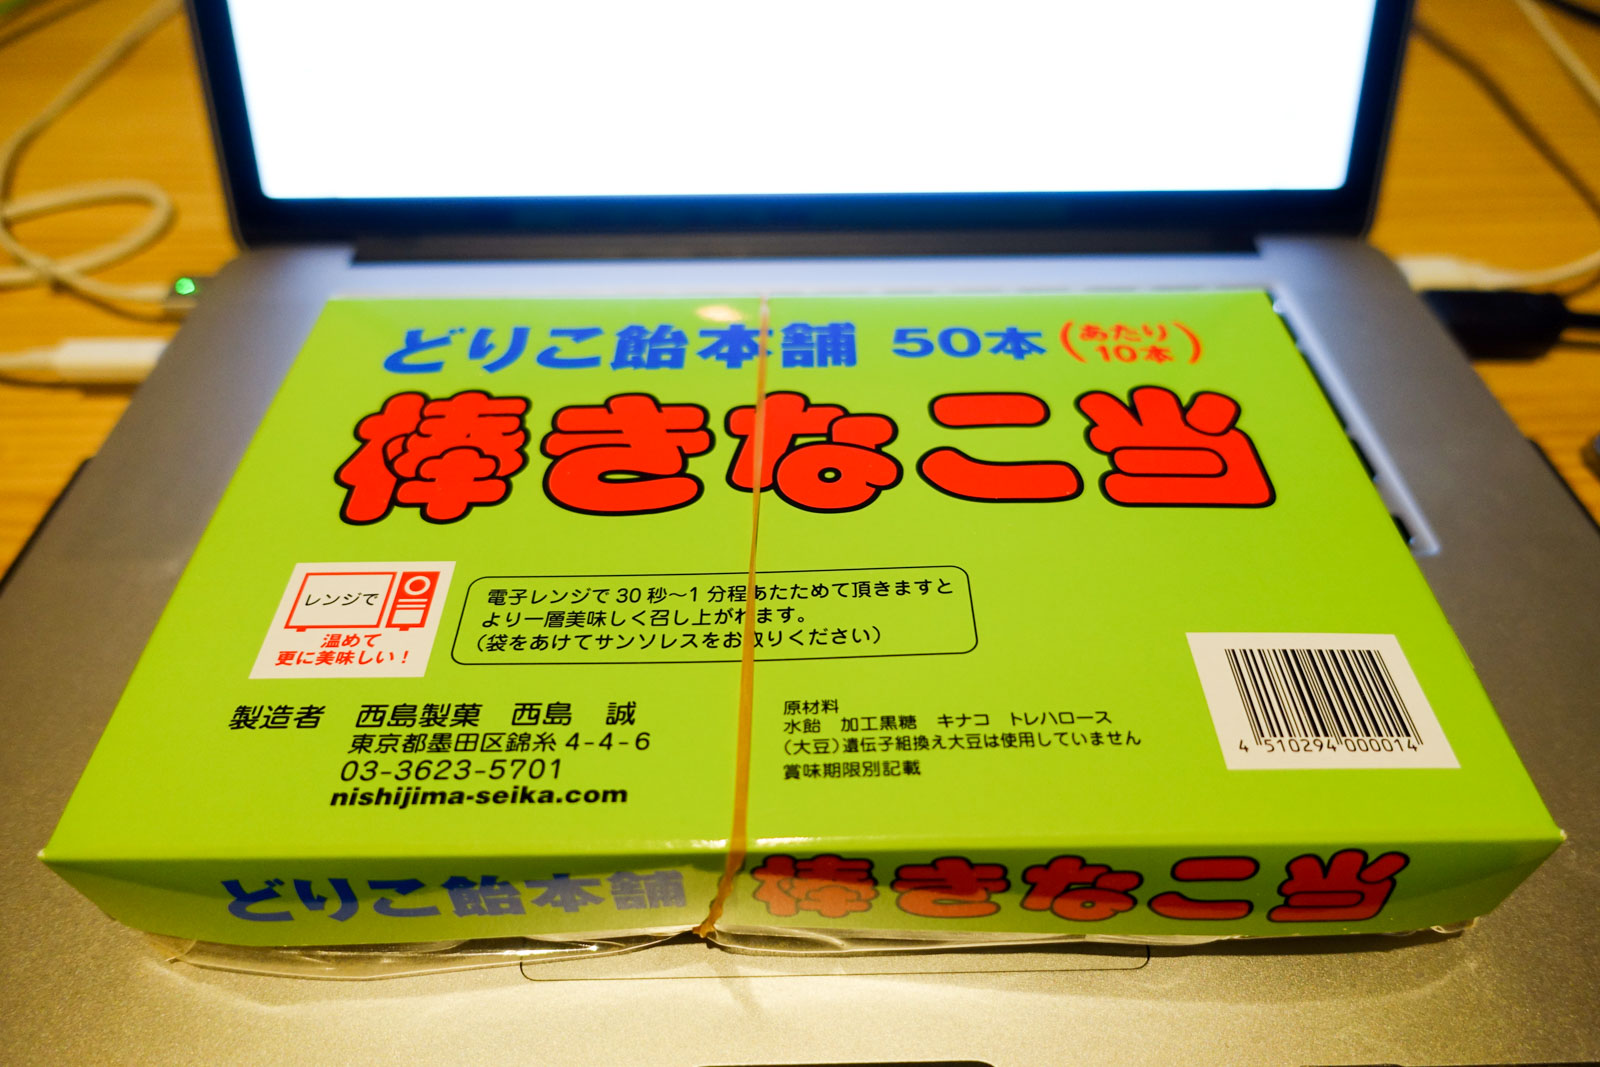 どりこ飴本舗 50本(あたり10本)
棒きなこ当
レンジで
温めて
更に美味しい!
電子レンジで30秒〜1分程あたためて頂きますと
より一層美味しく召し上がれます。
(袋をあけてサンソレスをお取りください)
製造者 西島製菓 西島 誠
東京都墨田区錦糸4-4-6
03-3623-5701
nishijima-seika.com
原材料
水飴 加工黒糖 キナコ トレハロース
(大豆)遺伝子組換え大豆は使用していません
賞味期限別記載
4 510294 000014
どりこ飴本舗 棒きなこ当